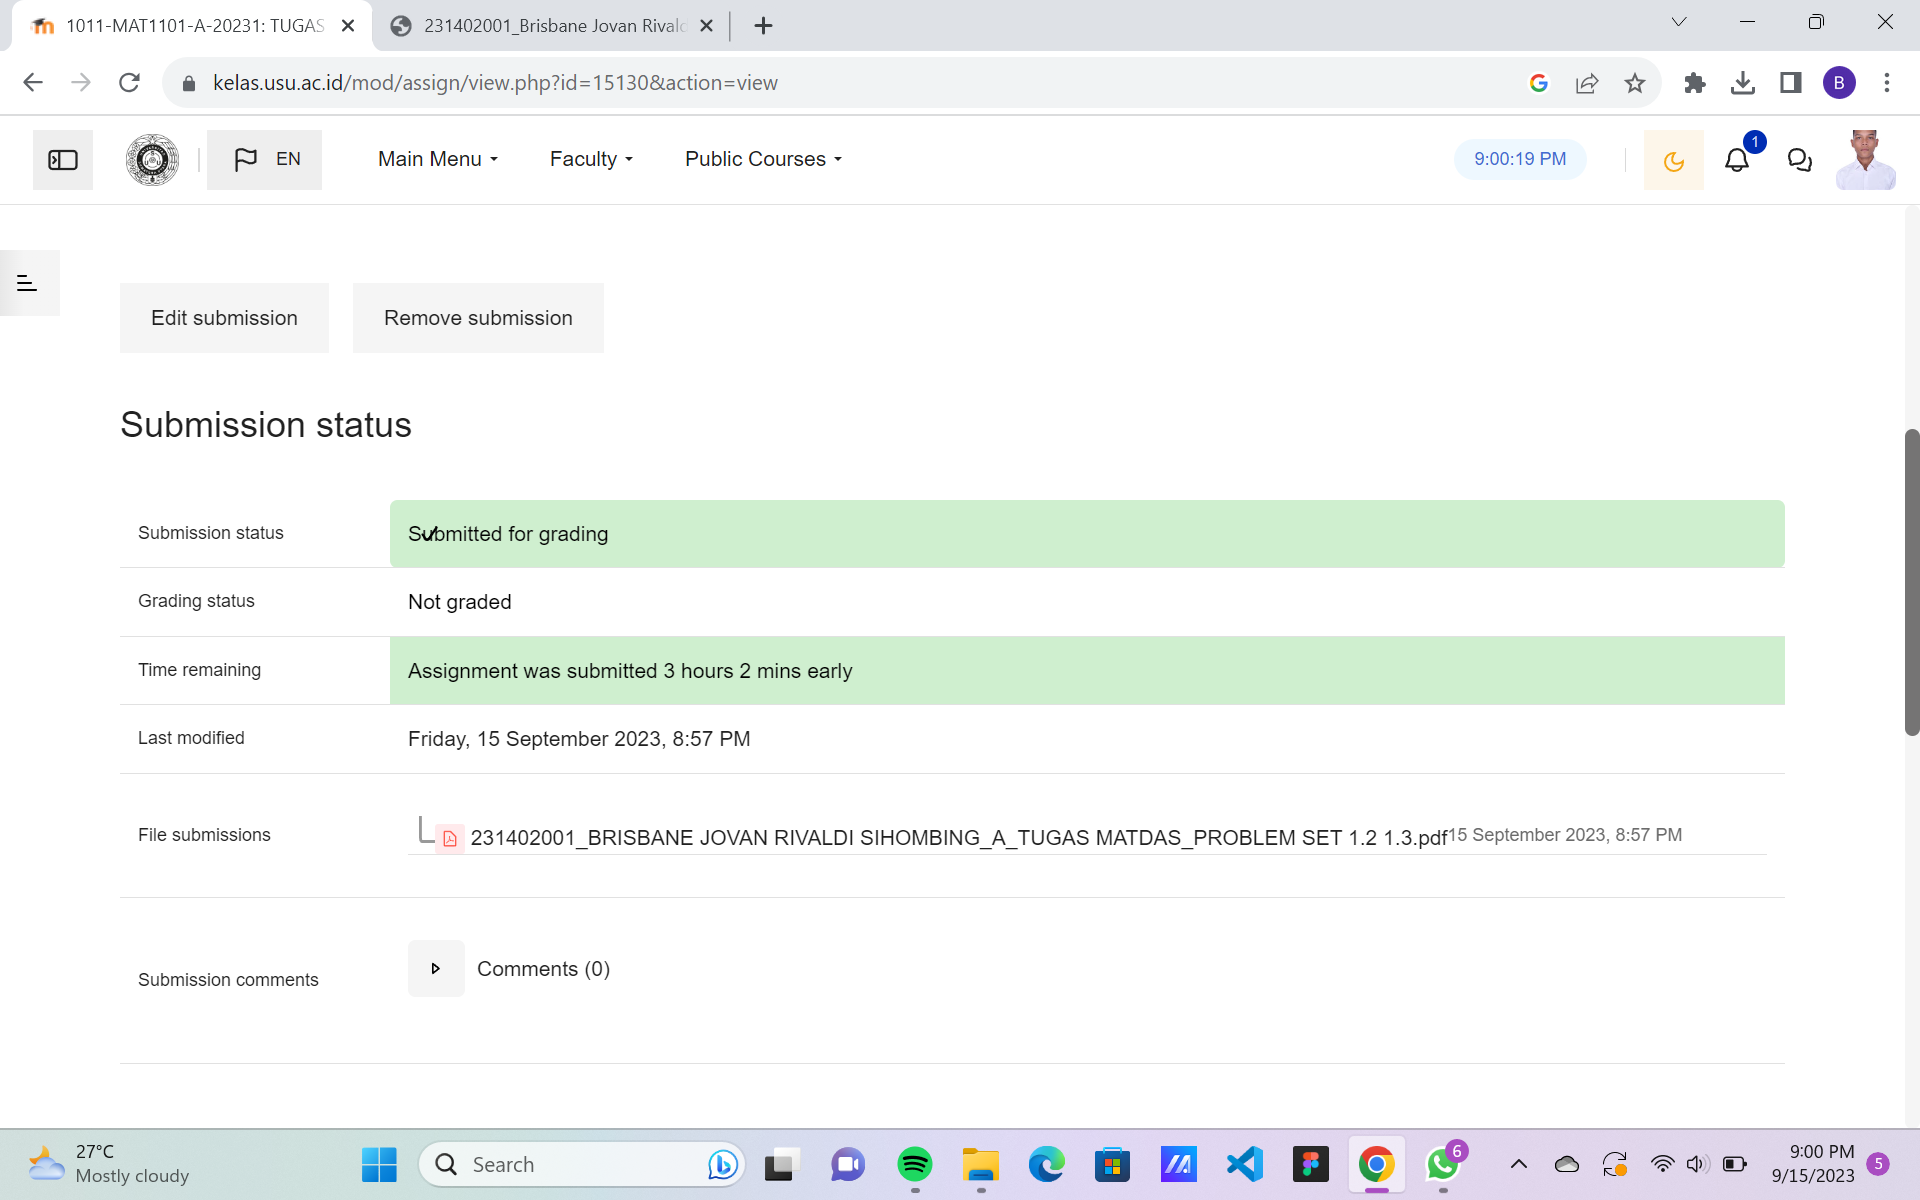 1011-MAT1101-A-20231: TUGAS
231402001_Brisbane Jovan Rivald
kelas.usu.ac.id/mod/assign/view.php?id=15130&action=view
B
EN
Main Menu
Faculty
Public Courses
9:00:19 PM
1
Edit submission
Remove submission
Submission status
Submission status
Submitted for grading
Grading status
Not graded
Time remaining
Assignment was submitted 3 hours 2 mins early
Last modified
Friday, 15 September 2023, 8:57 PM
File submissions
231402001_BRISBANE JOVAN RIVALDI SIHOMBING_A_TUGAS MATDAS_PROBLEM SET 1.2 1.3.pdf
15 September 2023, 8:57 PM
Submission comments
Comments (0)
27°C
Mostly cloudy
Search
6
9:00 PM
9/15/2023
5